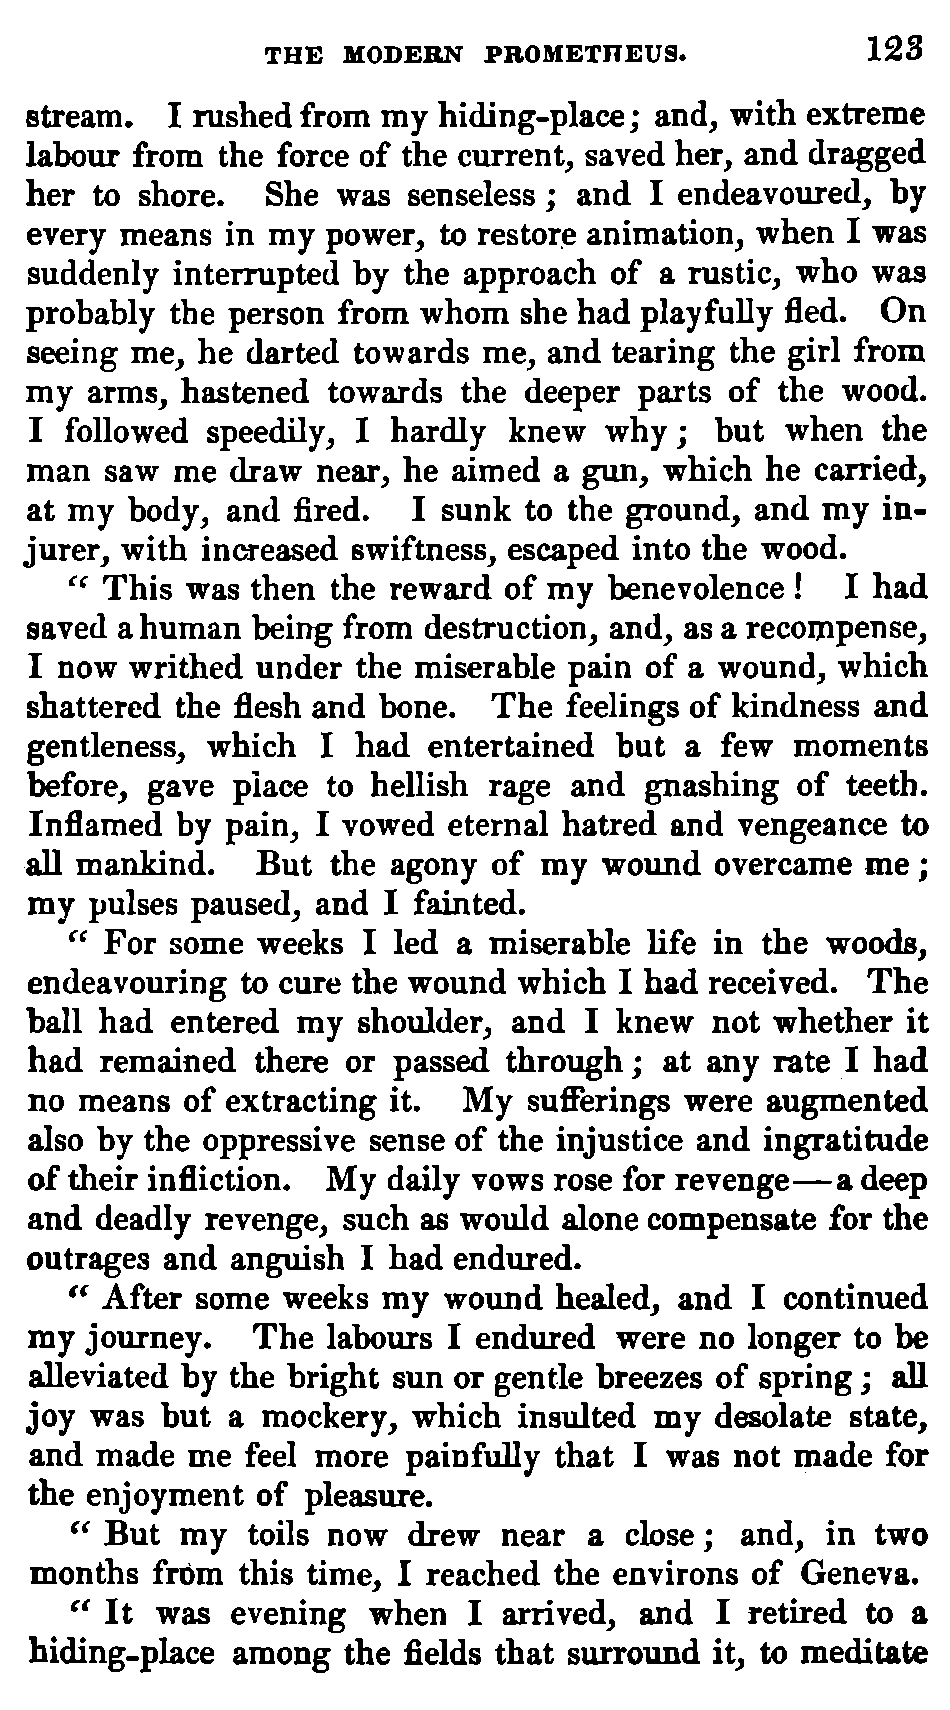 THE MODERN PROMETHEUS. 123
stream. I rushed from my hiding-place; and, with extreme
labour from the force of the current, saved her, and dragged
her to shore. She was senseless ; and I endeavoured, by
every means in my power, to restore animation, when I was
suddenly interrupted by the approach of a rustic, who was
probably the person from whom she had playfully fled. On
seeing me, he darted towards me, and tearing the girl from
my arms, hastened towards the deeper parts of the wood.
I followed speedily, I hardly knew why ; but when the
man saw me draw near, he aimed a gun, which he carried,
at my body, and fired. I sunk to the ground, and my in-
jurer, with increased swiftness, escaped into the wood.
“ This was then the reward of my benevolence ! I had
saved a human being from destruction, and, as a recompense,
I now writhed under the miserable pain of a wound, which
shattered the flesh and bone. The feelings of kindness and
gentleness, which I had entertained but a few moments
before, gave place to hellish rage and gnashing of teeth.
Inflamed by pain, I vowed eternal hatred and vengeance to
all mankind. But the agony of my wound overcame me ;
my pulses paused, and I fainted.
“ For some weeks I led a miserable life in the woods,
endeavouring to cure the wound which I had received. The
ball had entered my shoulder, and I knew not whether it
had remained there or passed through ; at any rate I had
no means of extracting it. My sufferings were augmented
also by the oppressive sense of the injustice and ingratitude
of their infliction. My daily vows rose for revenge—a deep
and deadly revenge, such as would alone compensate for the
outrages and anguish I had endured.
“ After some weeks my wound healed, and I continued
my journey. The labours I endured were no longer to be
alleviated by the bright sun or gentle breezes of spring ; all
joy was but a mockery, which insulted my desolate state,
and made me feel more painfully that I was not made for
the enjoyment of pleasure.
“ But my toils now drew near a close ; and, in two
months from this time, I reached the environs of Geneva.
“ It was evening when I arrived, and I retired to a
hiding-place among the fields that surround it, to meditate